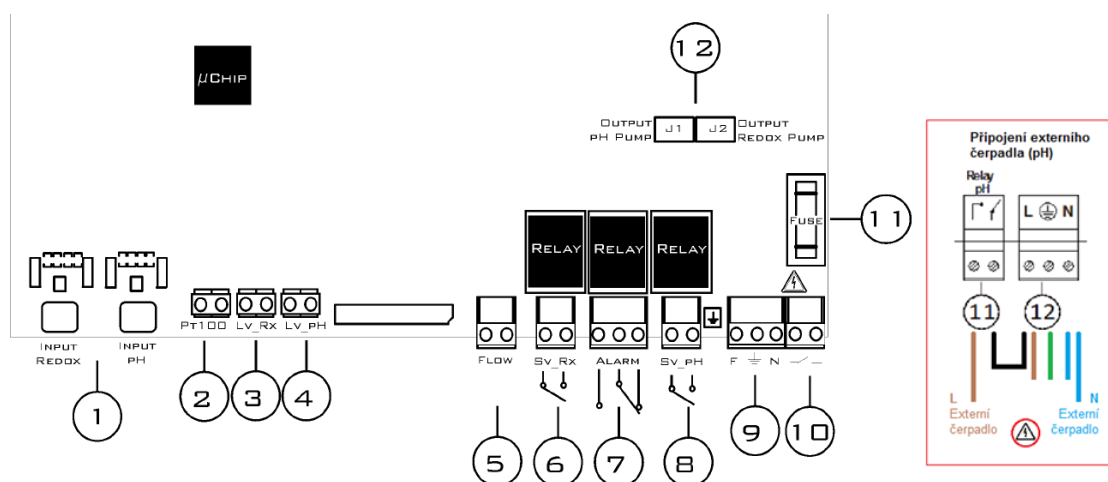 12
µChip
Output
pH Pump
J1
J2
Output
Redox Pump
Fuse
11
Relay
Relay
Relay
Input
Redox
Input
pH
Pt100
Lv_Rx
Lv_pH
Flow
Sv_Rx
Alarm
Sv_pH
F
N
1
2
3
4
5
6
7
8
9
10
Připojení externího
čerpadla (pH)
Relay
pH
L
N
11
12
L
Externí
čerpadlo
N
Externí
čerpadlo